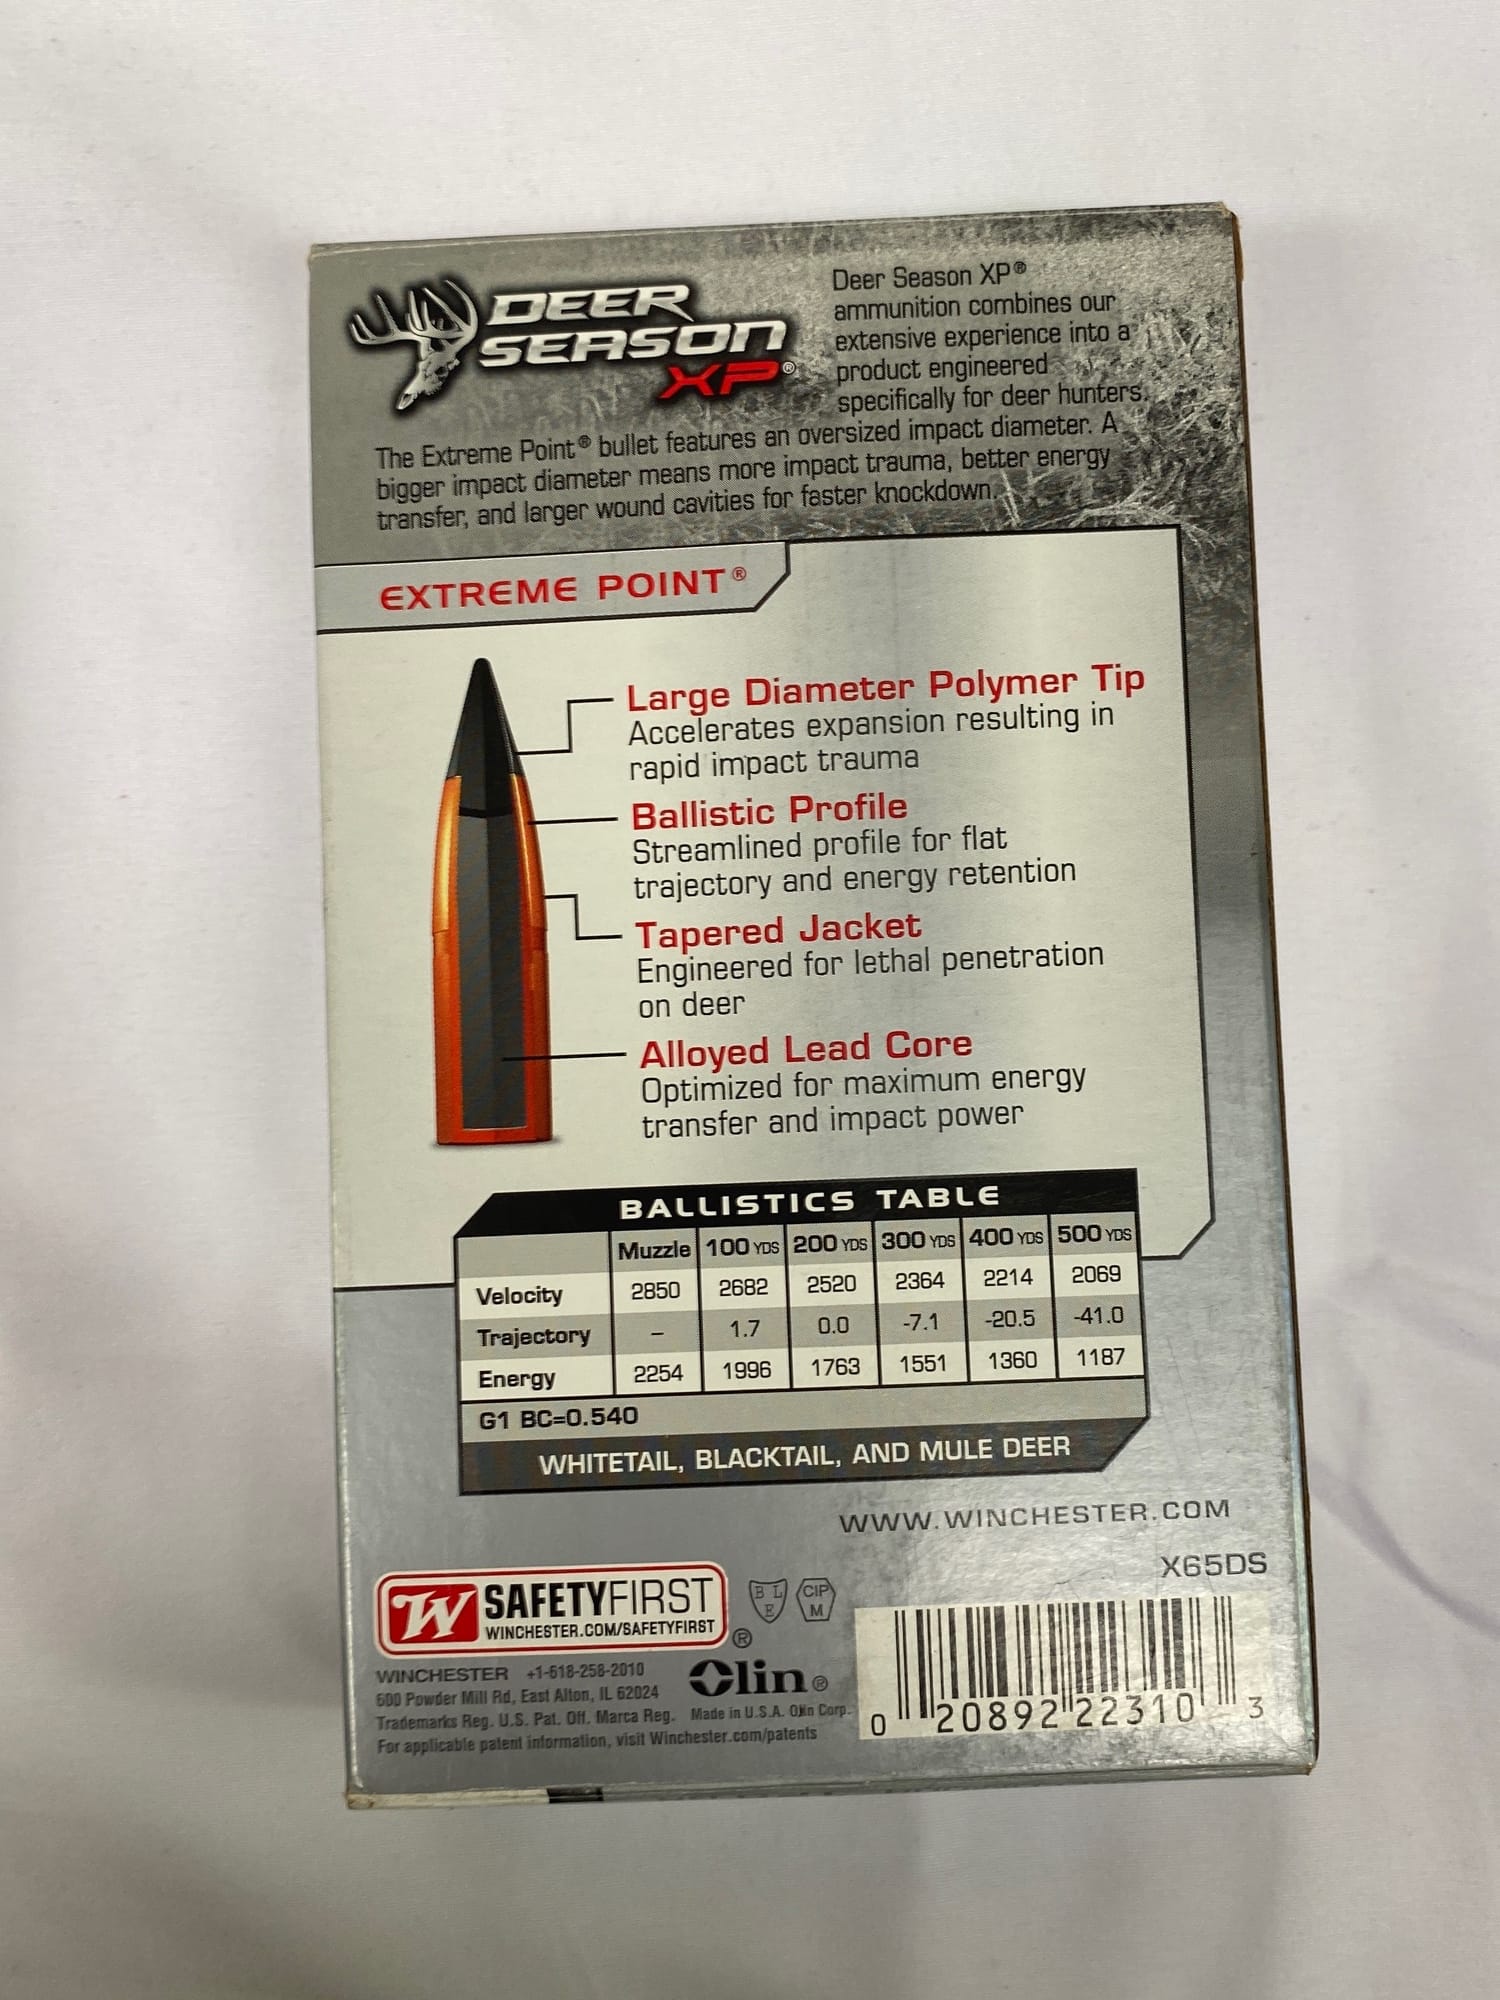 DEER
SEASON
XP®
Deer Season XP®
ammunition combines our
extensive experience into a
product engineered
specifically for deer hunters.
The Extreme Point® bullet features an oversized impact diameter. A
bigger impact diameter means more impact trauma, better energy
transfer, and larger wound cavities for faster knockdown.
EXTREME POINT®
Large Diameter Polymer Tip
Accelerates expansion resulting in
rapid impact trauma
Ballistic Profile
Streamlined profile for flat
trajectory and energy retention
Tapered Jacket
Engineered for lethal penetration
on deer
Alloyed Lead Core
Optimized for maximum energy
transfer and impact power
BALLISTICS TABLE
Muzzle 100 YDS 200 YDS 300 YDS 400 YDS 500 YDS
Velocity 2850 2682 2520 2364 2214 2069
Trajectory – 1.7 0.0 -7.1 -20.5 -41.0
Energy 2254 1996 1763 1551 1360 1187
G1 BC=0.540
WHITETAIL, BLACKTAIL, AND MULE DEER
WWW.WINCHESTER.COM
X65DS
W SAFETYFIRST
WINCHESTER.COM/SAFETYFIRST
®
B L
E
CIP
M
WINCHESTER +1-618-258-2010
600 Powder Mill Rd, East Alton, IL 62024
Olin®
Trademarks Reg. U.S. Pat. Off. Marca Reg. Made in U.S.A. Olin Corp.
For applicable patent information, visit Winchester.com/patents
0 20892 22310 3